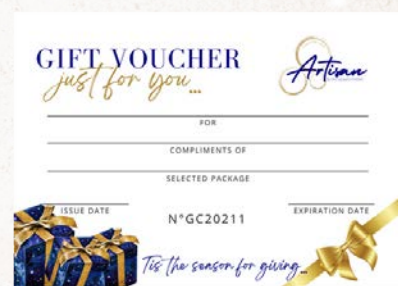 GIFT VOUCHER
just for you...
Artisan
FOR
COMPLIMENTS OF
SELECTED PACKAGE
ISSUE DATE
N°GC20211
EXPIRATION DATE
Tis the season for giving...